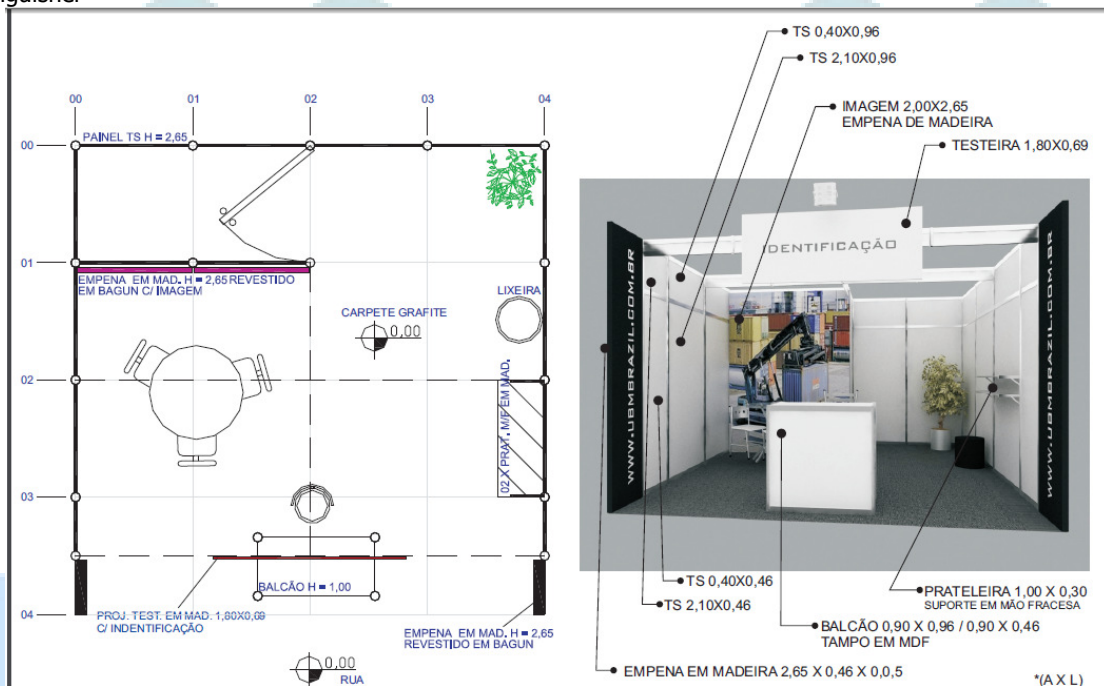 00
01
02
03
04
PAINEL TS H = 2,65
00
01
EMPENA EM MAD. H = 2,65 REVESTIDO
EM BAGUN C/ IMAGEM
LIXEIRA
CARPETE GRAFITE
0,00
02
02 X PRAT. M/F EM MAD.
03
BALCÃO H = 1,00
04
PROJ. TEST. EM MAD. 1,80X0,69
C/ INDENTIFICAÇÃO
EMPENA EM MAD. H = 2,65
REVESTIDO EM BAGUN
0,00
RUA
TS 0,40X0,96
TS 2,10X0,96
IMAGEM 2,00X2,65
EMPENA DE MADEIRA
TESTEIRA 1,80X0,69
IDENTIFICAÇÃO
WWW.UBMBRAZIL.COM.BR
WWW.UBMBRAZIL.COM.BR
TS 0,40X0,46
TS 2,10X0,46
PRATELEIRA 1,00 X 0,30
SUPORTE EM MÃO FRACESA
BALCÃO 0,90 X 0,96 / 0,90 X 0,46
TAMPO EM MDF
EMPENA EM MADEIRA 2,65 X 0,46 X 0,0,5
*(A X L)